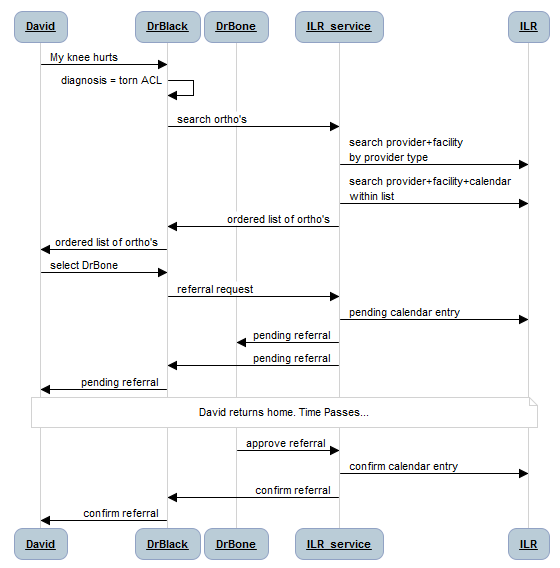 David
DrBlack
DrBone
ILR_service
ILR
My knee hurts
diagnosis = torn ACL
search ortho's
search provider+facility
by provider type
search provider+facility+calendar
within list
ordered list of ortho's
ordered list of ortho's
select DrBone
referral request
pending calendar entry
pending referral
pending referral
pending referral
David returns home. Time Passes...
approve referral
confirm calendar entry
confirm referral
confirm referral
David
DrBlack
DrBone
ILR_service
ILR